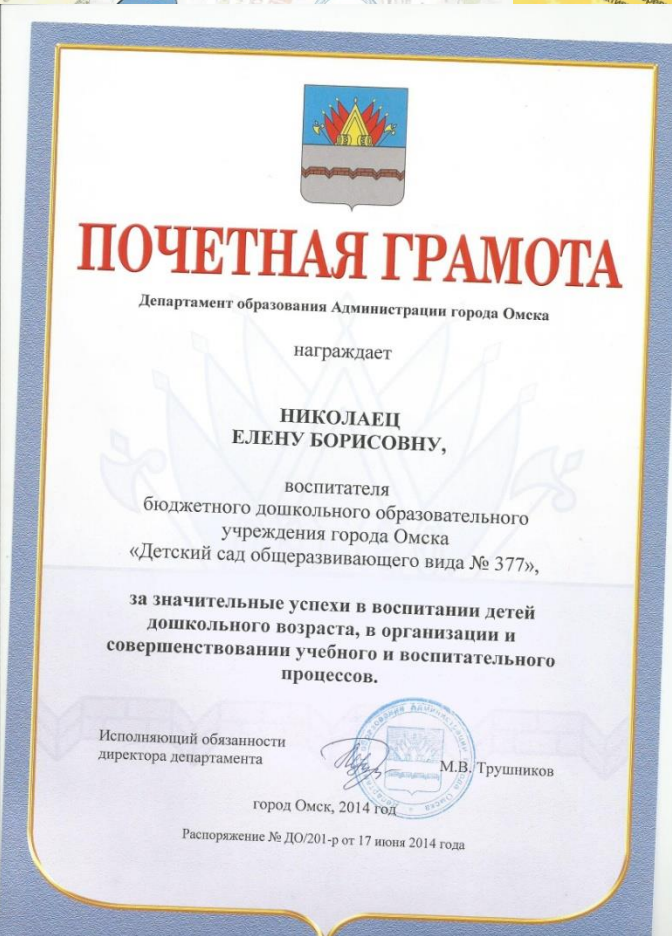 ПОЧЕТНАЯ ГРАМОТА
Департамент образования Администрации города Омска
награждает
НИКОЛАЕЦ
ЕЛЕНУ БОРИСОВНУ,
воспитателя
бюджетного дошкольного образовательного
учреждения города Омска
«Детский сад общеразвивающего вида № 377»,
за значительные успехи в воспитании детей
дошкольного возраста, в организации и
совершенствовании учебного и воспитательного
процессов.
Исполняющий обязанности
директора департамента
М.В. Трушников
город Омск, 2014 год
Распоряжение № ДО/201-р от 17 июня 2014 года